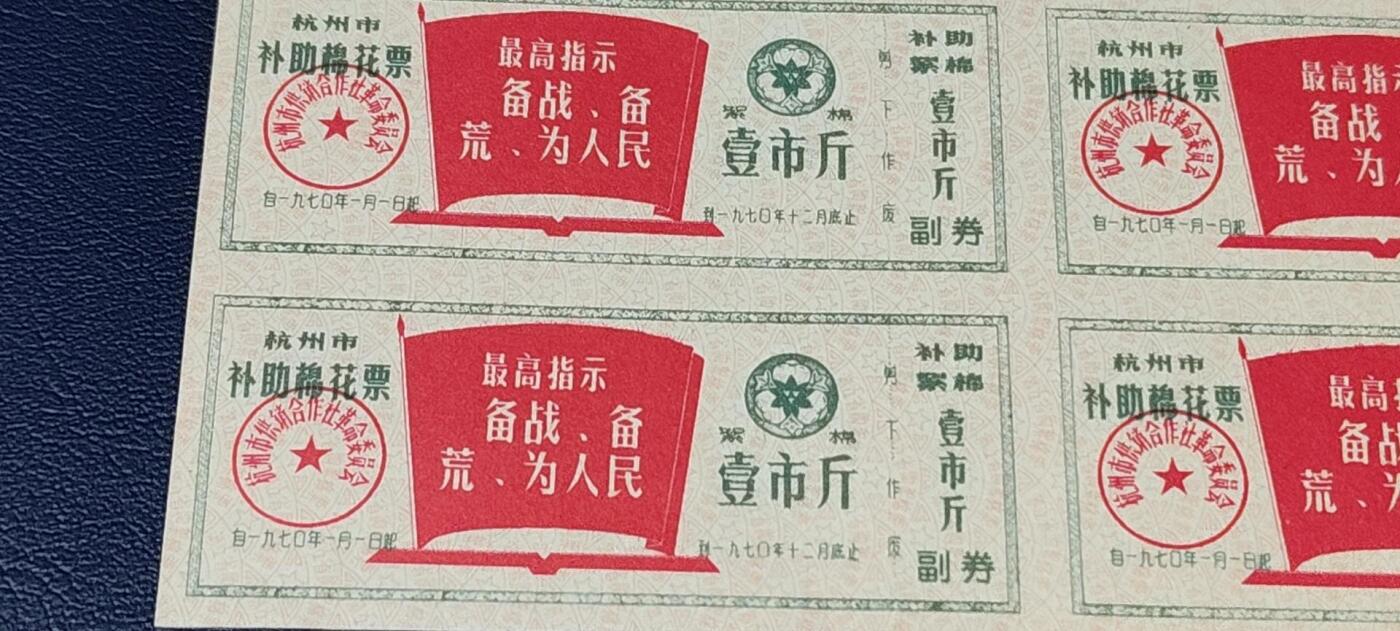 杭州市
补助棉花票
杭州市供销合作社革命委员会
自一九七〇年一月一日起
最高指示
备战、备
荒、为人民
絮棉
壹市斤
到一九七〇年十二月底止
剪下作废
补助
絮棉
壹市斤
副券
杭州市
补助棉花票
杭州市供销合作社革命委员会
自一九七〇年一月一日起
最高指
备战
荒、为
杭州市
补助棉花票
杭州市供销合作社革命委员会
自一九七〇年一月一日起
最高指示
备战、备
荒、为人民
絮棉
壹市斤
到一九七〇年十二月底止
剪下作废
补助
絮棉
壹市斤
副券
杭州市
补助棉花票
杭州市供销合作社革命委员会
自一九七〇年一月一日起
最高
备战
荒、